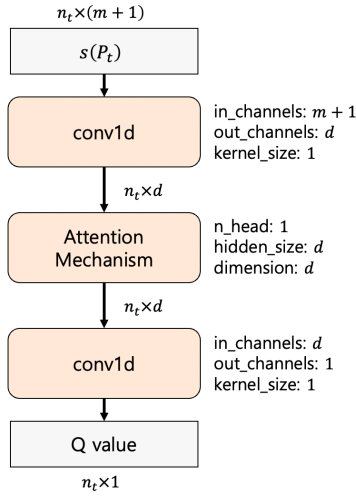 n_t×(m + 1)
s(P_t)
conv1d
in_channels: m + 1
out_channels: d
kernel_size: 1
n_t×d
Attention
Mechanism
n_head: 1
hidden_size: d
dimension: d
n_t×d
conv1d
in_channels: d
out_channels: 1
kernel_size: 1
Q value
n_t×1